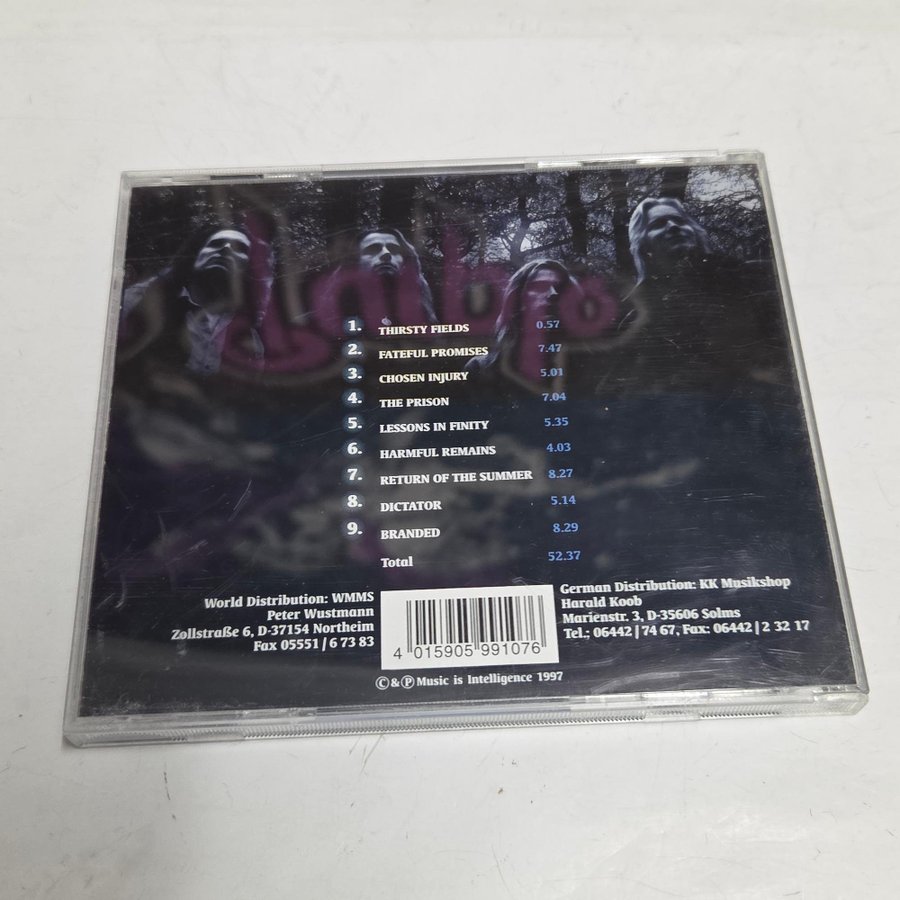 1. THIRSTY FIELDS 0.57
2. FATEFUL PROMISES 7.47
3. CHOSEN INJURY 5.01
4. THE PRISON 7.04
5. LESSONS IN FINITY 5.35
6. HARMFUL REMAINS 4.03
7. RETURN OF THE SUMMER 8.27
8. DICTATOR 5.14
9. BRANDED 8.29
Total 52.37
World Distribution: WMMS
Peter Wustmann
Zollstraße 6, D-37154 Northeim
Fax 05551/6 73 83
German Distribution: KK Musikshop
Harald Koob
Marienstr. 3, D-35606 Solms
Tel.: 06442/74 67, Fax: 06442/2 32 17
4 015905 991076
© & ℗ Music is Intelligence 1997